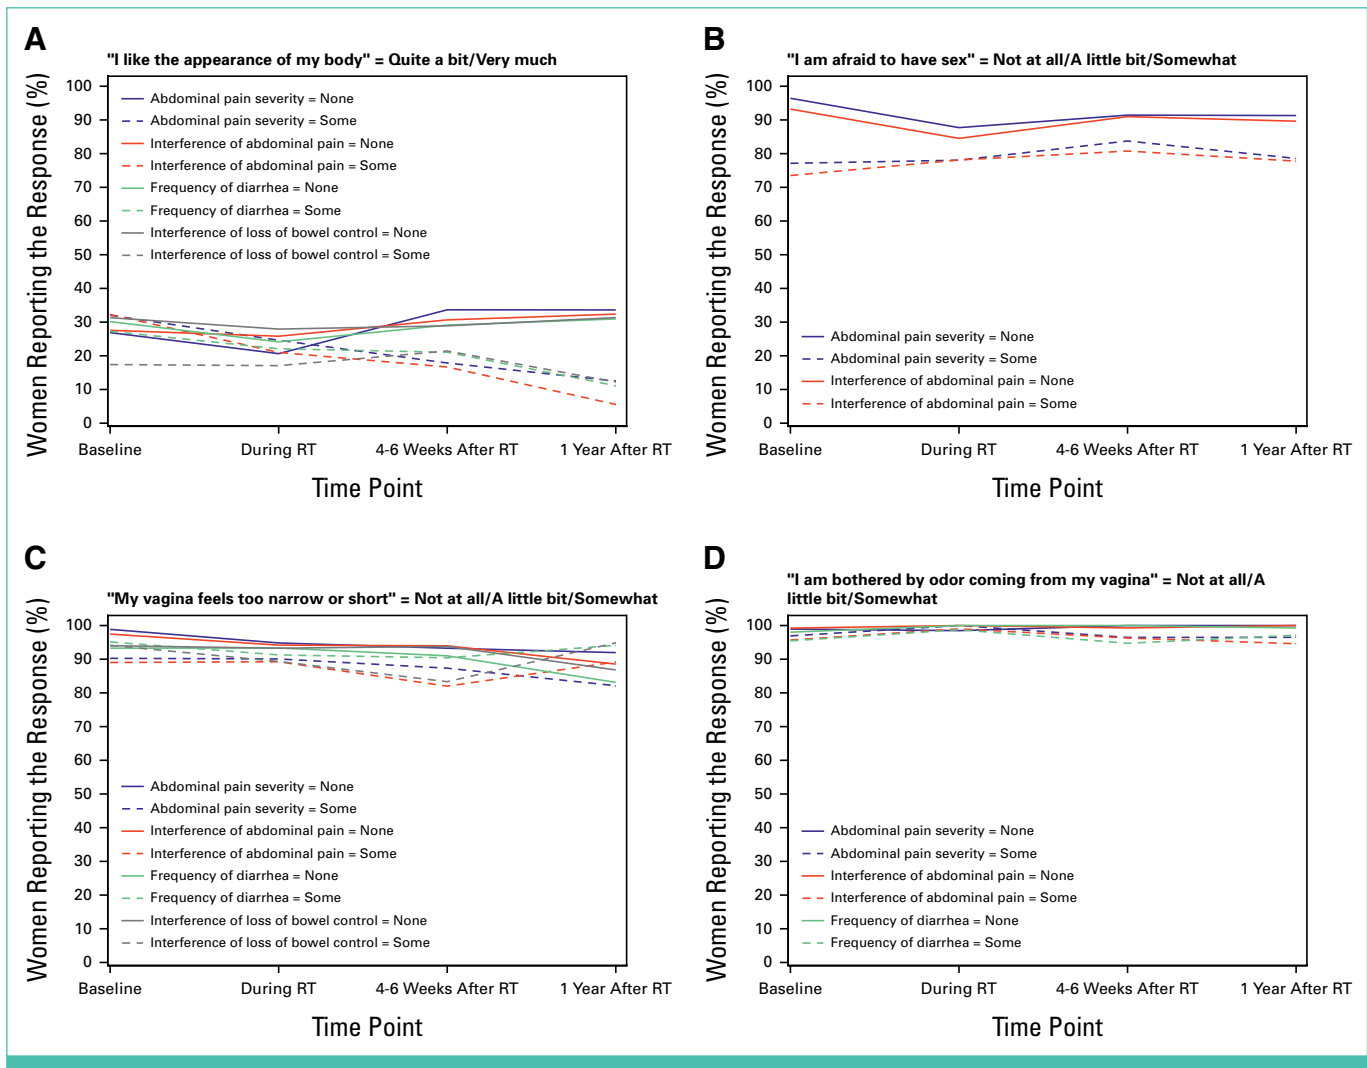 A
"I like the appearance of my body" = Quite a bit/Very much
Women Reporting the Response (%)
100
90
80
70
60
50
40
30
20
10
0
Abdominal pain severity = None
Abdominal pain severity = Some
Interference of abdominal pain = None
Interference of abdominal pain = Some
Frequency of diarrhea = None
Frequency of diarrhea = Some
Interference of loss of bowel control = None
Interference of loss of bowel control = Some
Baseline
During RT
4-6 Weeks After RT
1 Year After RT
Time Point
B
"I am afraid to have sex" = Not at all/A little bit/Somewhat
Women Reporting the Response (%)
100
90
80
70
60
50
40
30
20
10
0
Abdominal pain severity = None
Abdominal pain severity = Some
Interference of abdominal pain = None
Interference of abdominal pain = Some
Baseline
During RT
4-6 Weeks After RT
1 Year After RT
Time Point
C
"My vagina feels too narrow or short" = Not at all/A little bit/Somewhat
Women Reporting the Response (%)
100
90
80
70
60
50
40
30
20
10
0
Abdominal pain severity = None
Abdominal pain severity = Some
Interference of abdominal pain = None
Interference of abdominal pain = Some
Frequency of diarrhea = None
Frequency of diarrhea = Some
Interference of loss of bowel control = None
Interference of loss of bowel control = Some
Baseline
During RT
4-6 Weeks After RT
1 Year After RT
Time Point
D
"I am bothered by odor coming from my vagina" = Not at all/A
little bit/Somewhat
Women Reporting the Response (%)
100
90
80
70
60
50
40
30
20
10
0
Abdominal pain severity = None
Abdominal pain severity = Some
Interference of abdominal pain = None
Interference of abdominal pain = Some
Frequency of diarrhea = None
Frequency of diarrhea = Some
Baseline
During RT
4-6 Weeks After RT
1 Year After RT
Time Point